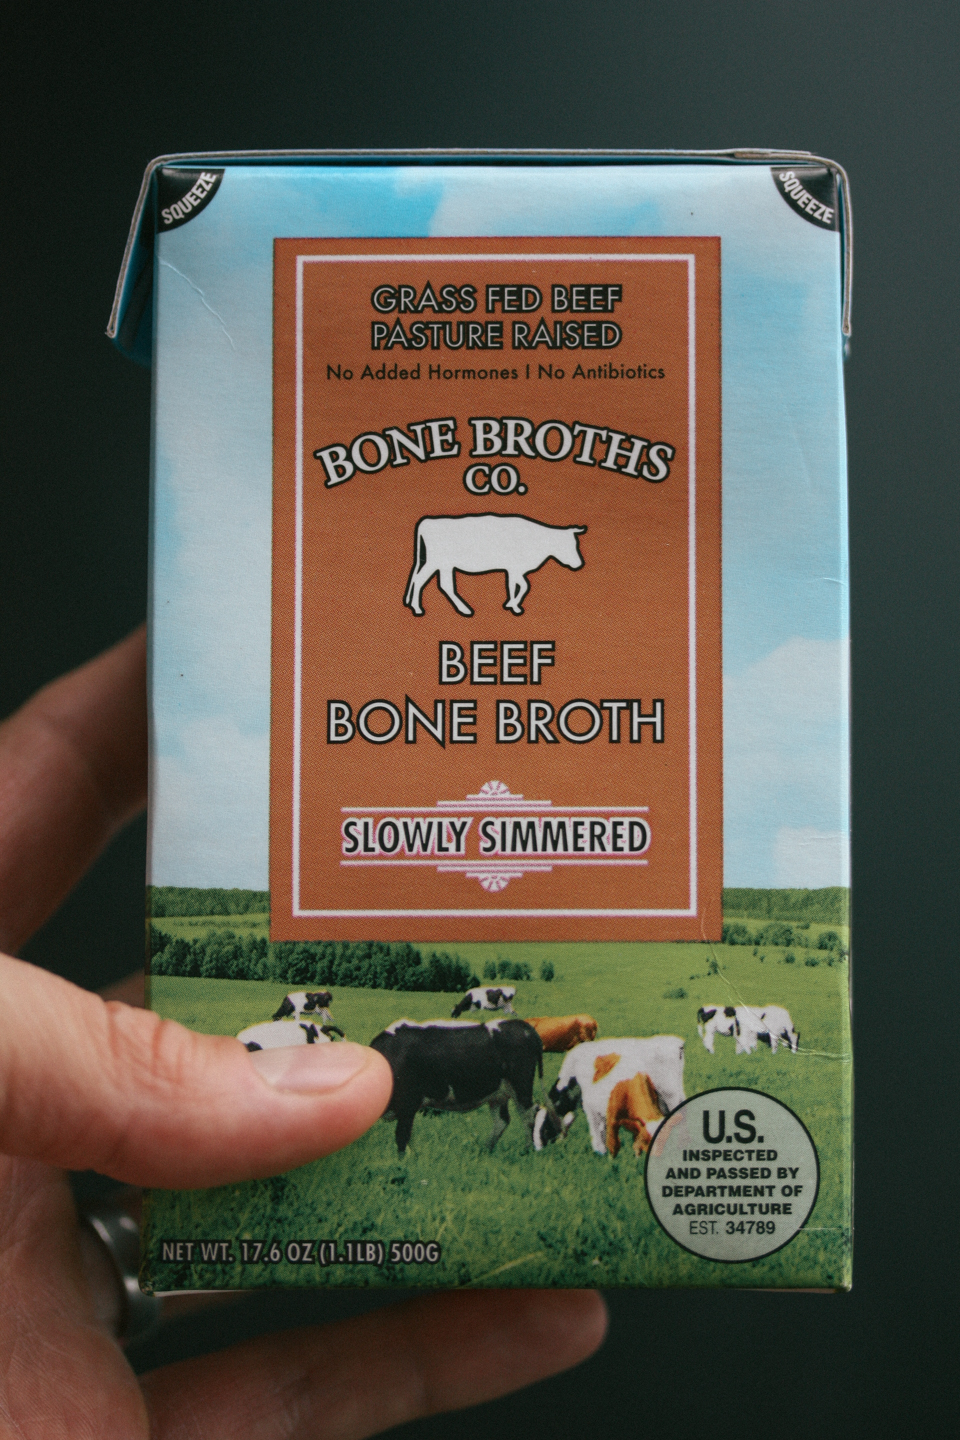 SQUEEZE
SQUEEZE
GRASS FED BEEF
PASTURE RAISED
No Added Hormones | No Antibiotics
BONE BROTHS
CO.
BEEF
BONE BROTH
SLOWLY SIMMERED
U.S.
INSPECTED
AND PASSED BY
DEPARTMENT OF
AGRICULTURE
EST. 34789
NET WT. 17.6 OZ (1.1LB) 500G